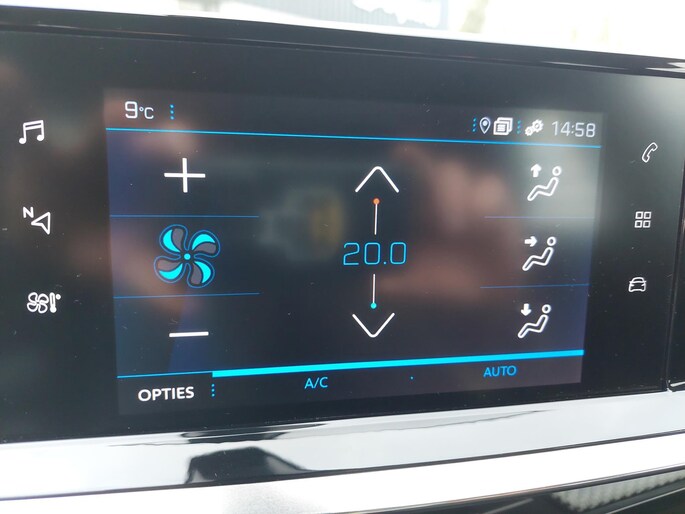 9°C
14:58
N
20.0
OPTIES
A/C
AUTO